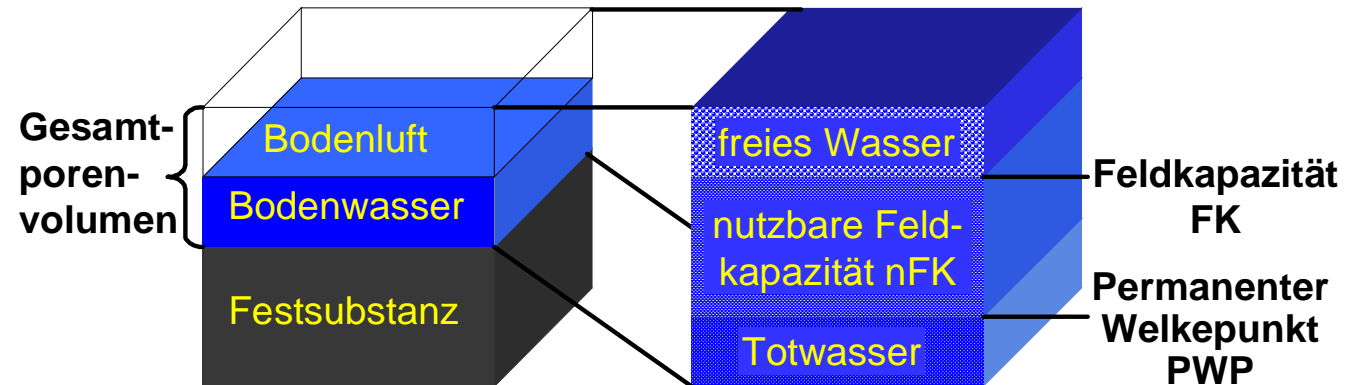 Gesamt-
poren-
volumen
Bodenluft
Bodenwasser
Festsubstanz
freies Wasser
nutzbare Feld-
kapazität nFK
Totwasser
Feldkapazität
FK
Permanenter
Welkepunkt
PWP